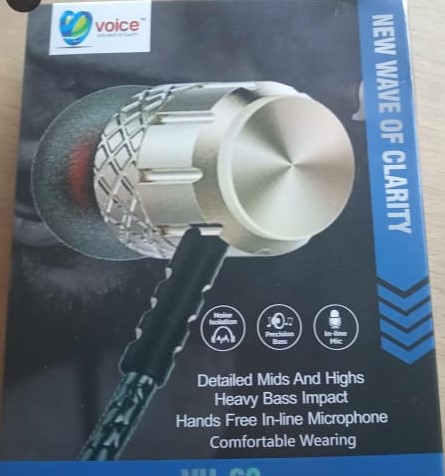 voice™
NEW WAVE OF CLARITY
Noise
Isolation
Precision
Bass
In-line
Mic
Detailed Mids And Highs
Heavy Bass Impact
Hands Free In-line Microphone
Comfortable Wearing